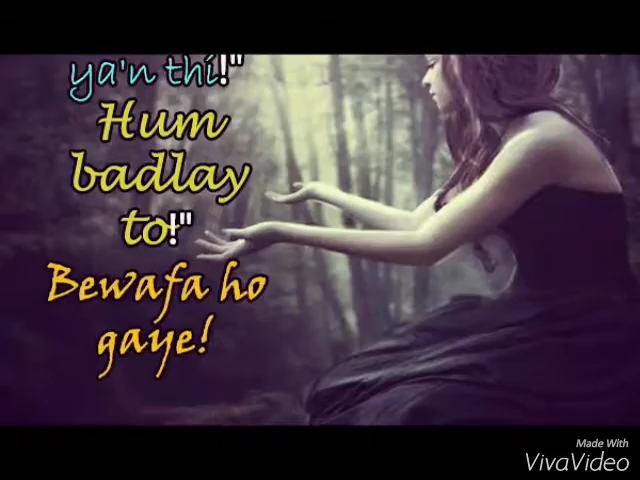 ya'n thi!"
Hum
badlay
to!"
Bewafa ho
gaye!
Made With
VivaVideo